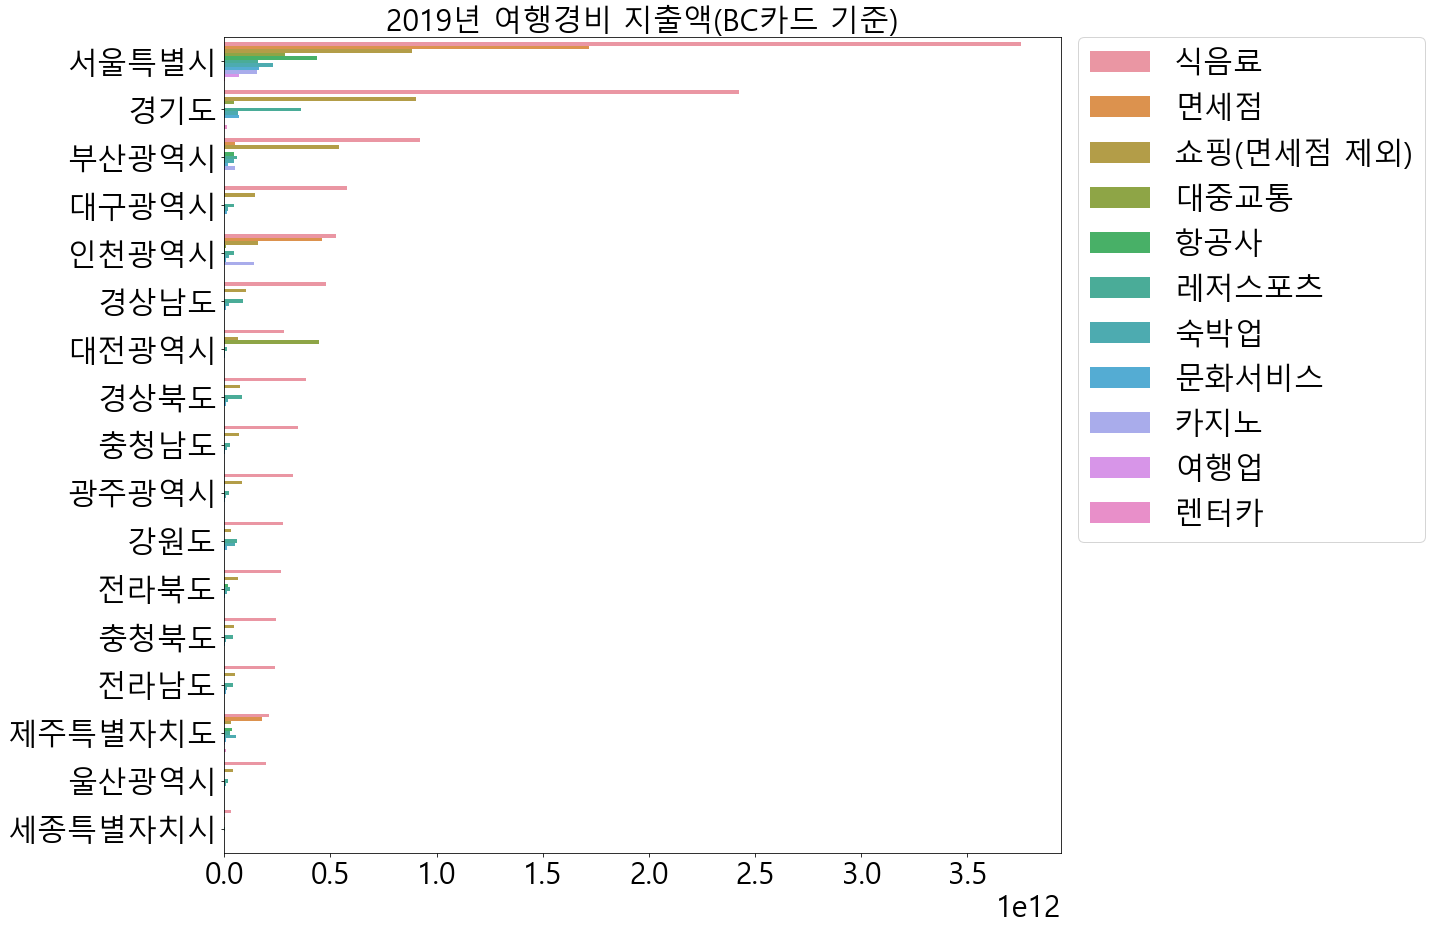 2019년 여행경비 지출액(BC카드 기준)
서울특별시
경기도
부산광역시
대구광역시
인천광역시
경상남도
대전광역시
경상북도
충청남도
광주광역시
강원도
전라북도
충청북도
전라남도
제주특별자치도
울산광역시
세종특별자치시
0.0 0.5 1.0 1.5 2.0 2.5 3.0 3.5
1e12
식음료
면세점
쇼핑(면세점 제외)
대중교통
항공사
레저스포츠
숙박업
문화서비스
카지노
여행업
렌터카